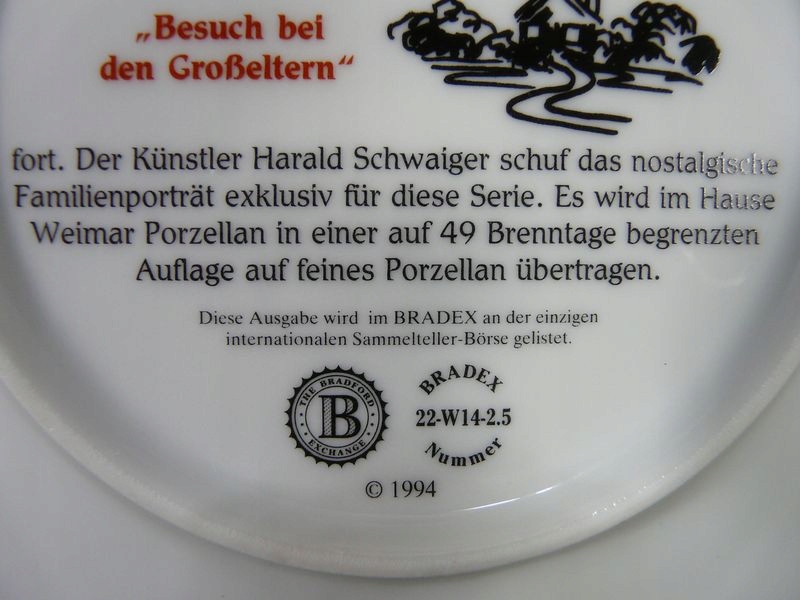 „Besuch bei
den Großeltern“
fort. Der Künstler Harald Schwaiger schuf das nostalgische
Familienporträt exklusiv für diese Serie. Es wird im Hause
Weimar Porzellan in einer auf 49 Brenntage begrenzten
Auflage auf feines Porzellan übertragen.
Diese Ausgabe wird im BRADEX an der einzigen
internationalen Sammelteller-Börse gelistet.
THE BRADFORD
B
EXCHANGE
BRADEX
22-W14-2.5
Nummer
© 1994